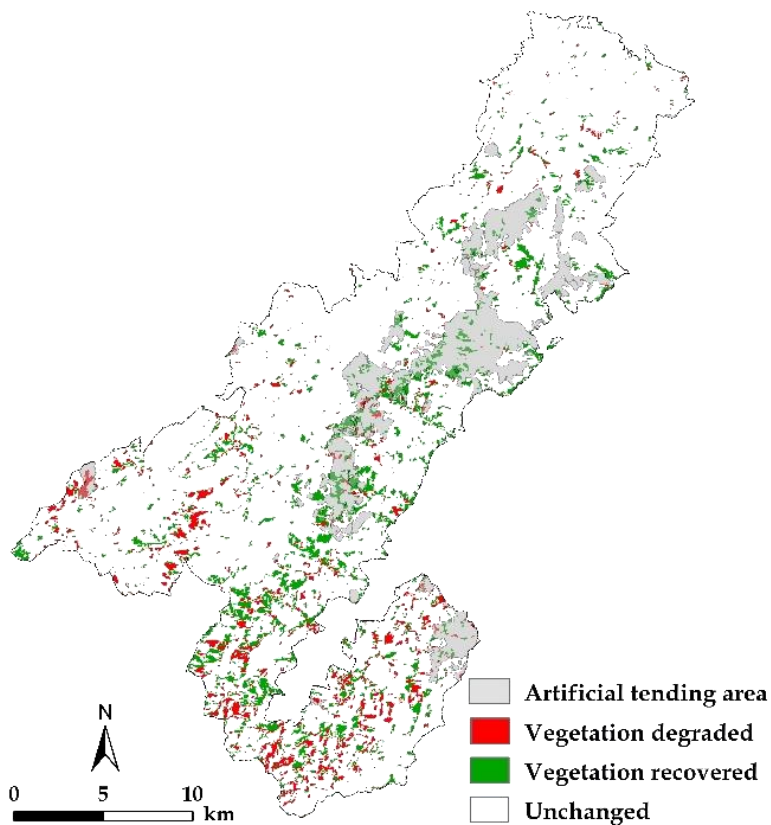 Artificial tending area
N
Vegetation degraded
Vegetation recovered
0 5 10
km
Unchanged